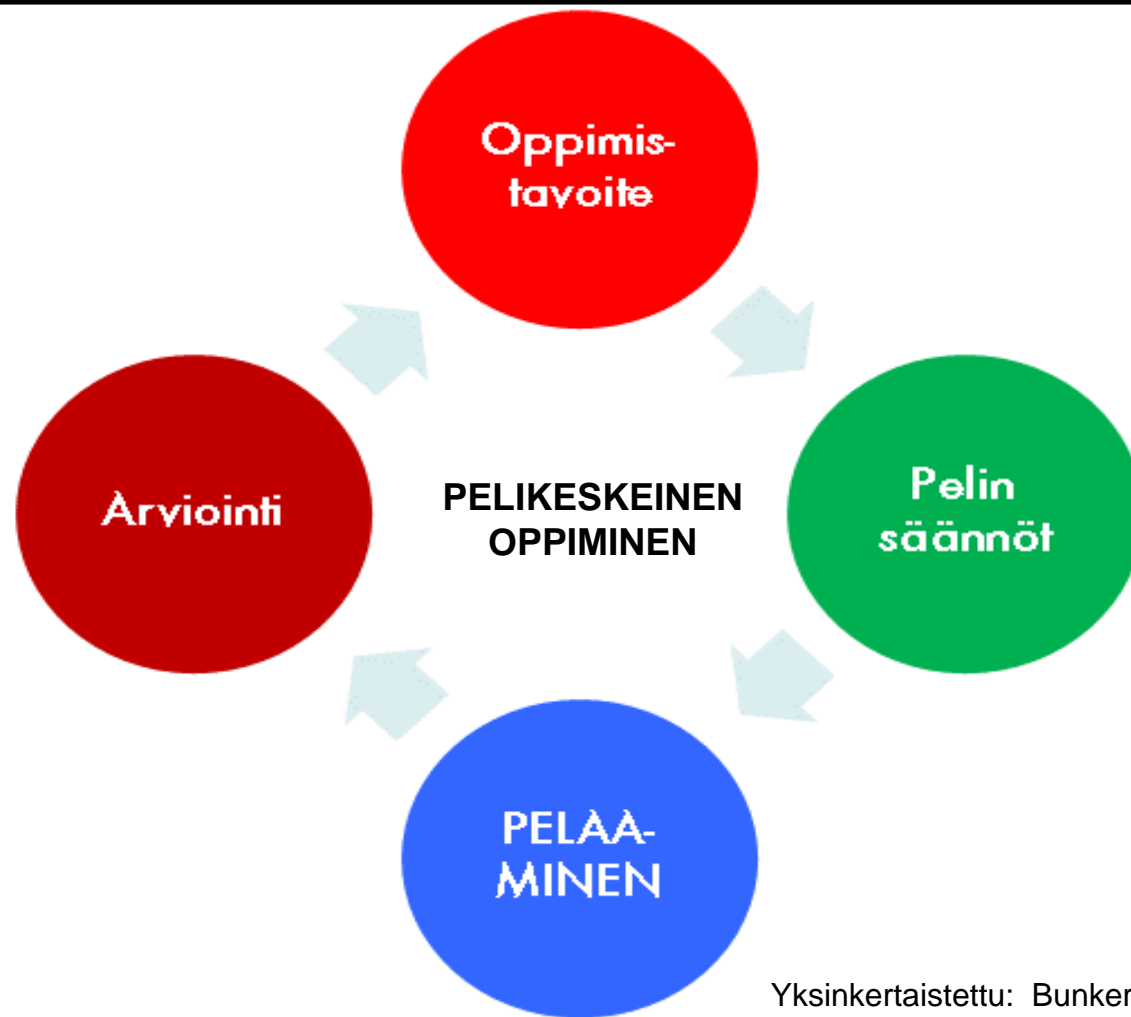 Oppimis-
tavoite
Pelin
säännöt
PELIKESKEINEN
OPPIMINEN
Arviointi
PELAA-
MINEN
Yksinkertaistettu: Bunker